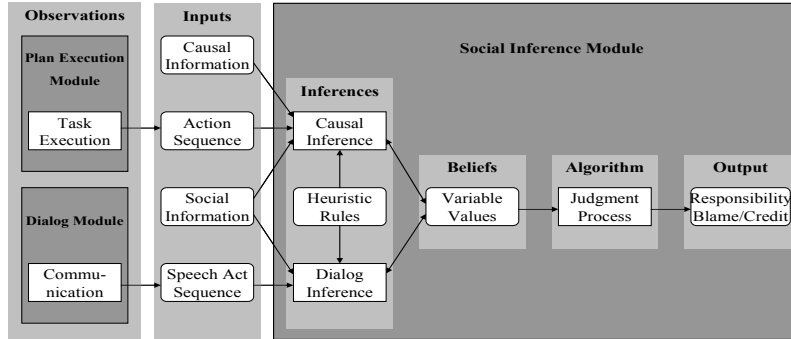 Observations
Plan Execution
Module
Task
Execution
Dialog Module
Commu-
nication
Inputs
Causal
Information
Action
Sequence
Social
Information
Speech Act
Sequence
Social Inference Module
Inferences
Causal
Inference
Heuristic
Rules
Dialog
Inference
Beliefs
Variable
Values
Algorithm
Judgment
Process
Output
Responsibility
Blame/Credit